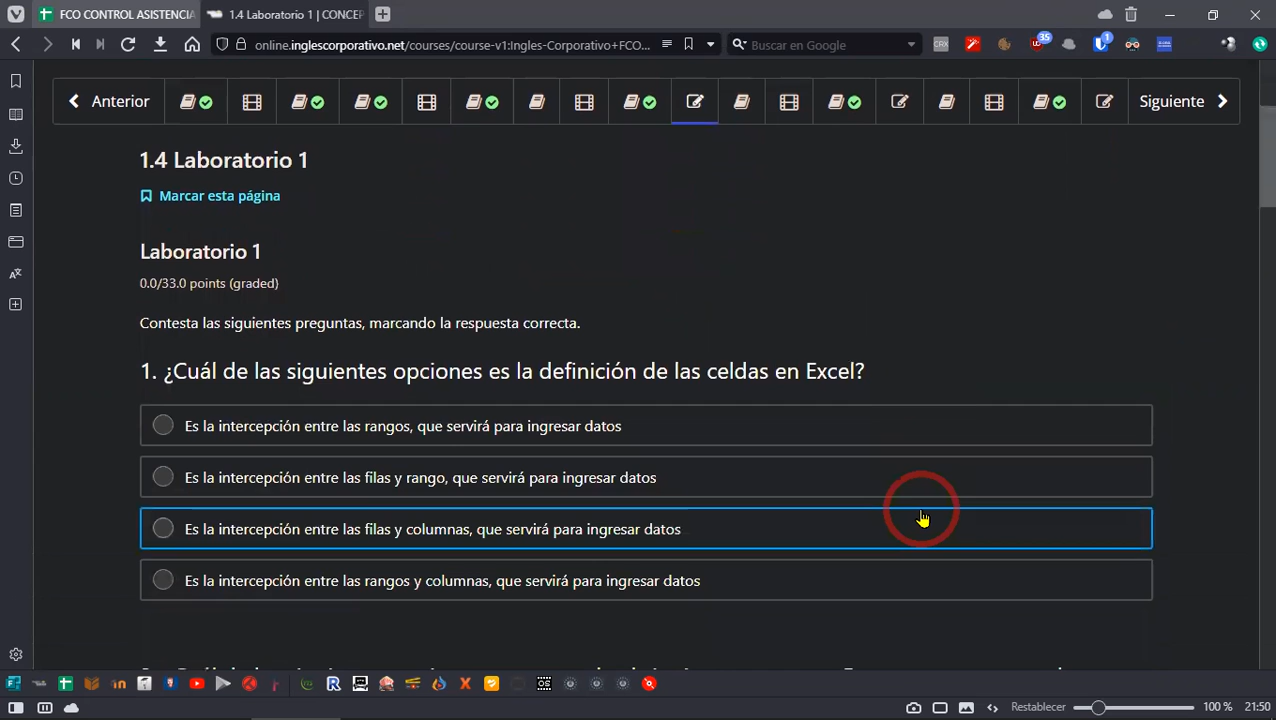 FCO CONTROL ASISTENCIA
1.4 Laboratorio 1 | CONCEP
online.inglescorporativo.net/courses/course-v1:Ingles-Corporativo+FCO...
Buscar en Google
CRX
35
1
Anterior
Siguiente
1.4 Laboratorio 1
Marcar esta página
Laboratorio 1
0.0/33.0 points (graded)
Contesta las siguientes preguntas, marcando la respuesta correcta.
1. ¿Cuál de las siguientes opciones es la definición de las celdas en Excel?
Es la intercepción entre las rangos, que servirá para ingresar datos
Es la intercepción entre las filas y rango, que servirá para ingresar datos
Es la intercepción entre las filas y columnas, que servirá para ingresar datos
Es la intercepción entre las rangos y columnas, que servirá para ingresar datos
Restablecer
100 %
21:50